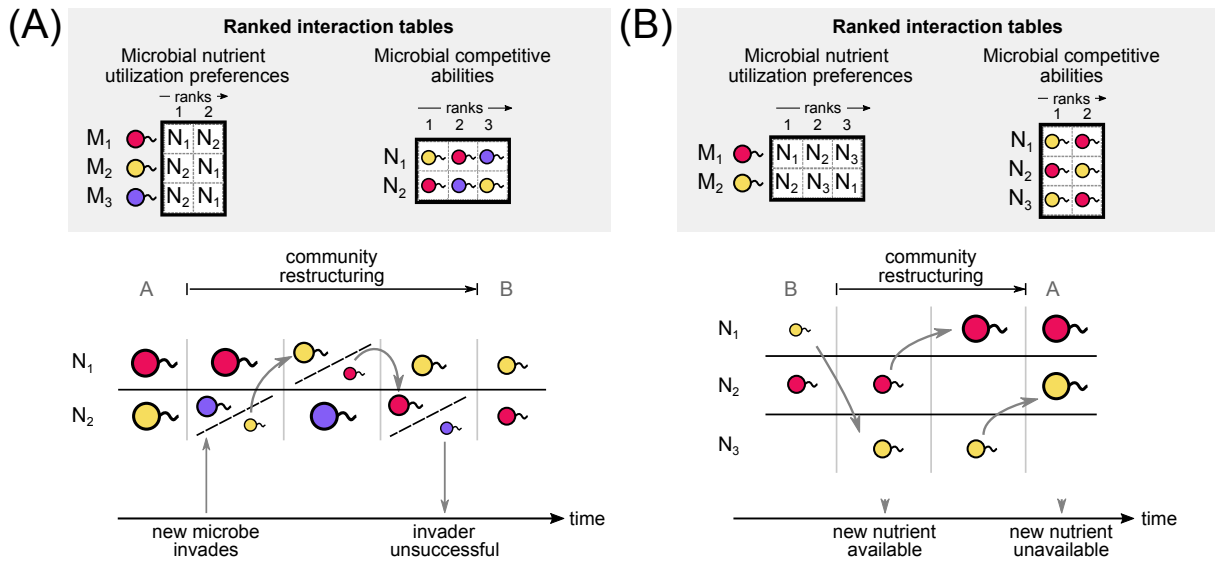 (A)
Ranked interaction tables
Microbial nutrient
utilization preferences
ranks
1 2
M₁ N₁ N₂
M₂ N₂ N₁
M₃ N₂ N₁
Microbial competitive
abilities
ranks
1 2 3
N₁
N₂
community
restructuring
A
B
N₁
N₂
time
new microbe
invades
invader
unsuccessful
(B)
Ranked interaction tables
Microbial nutrient
utilization preferences
ranks
1 2 3
M₁ N₁ N₂ N₃
M₂ N₂ N₃ N₁
Microbial competitive
abilities
ranks
1 2
N₁
N₂
N₃
community
restructuring
B
A
N₁
N₂
N₃
time
new nutrient
available
new nutrient
unavailable